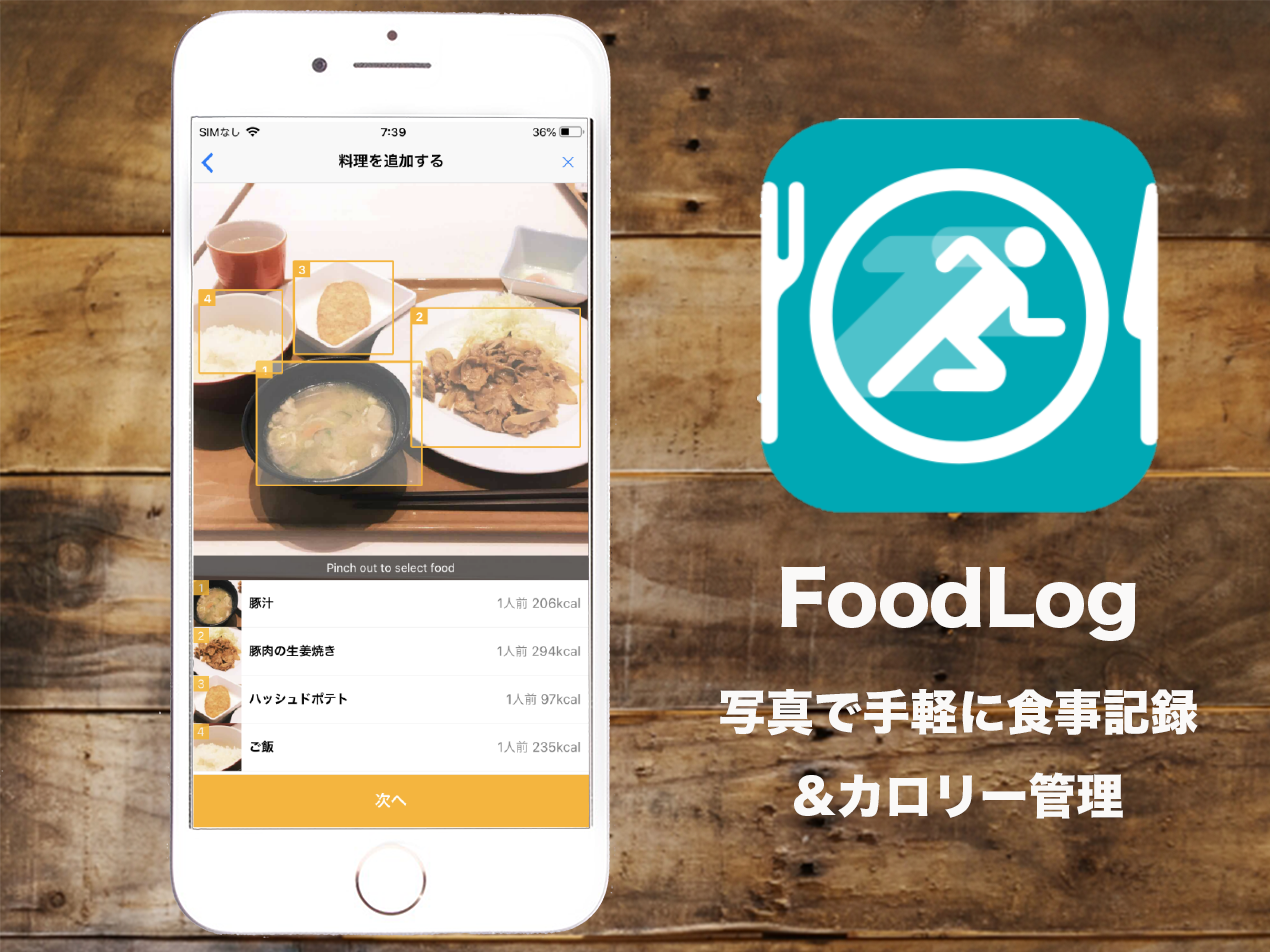 SIMなし 7:39 36%
料理を追加する
3
4
2
1
Pinch out to select food
1 豚汁 1人前 206kcal
2 豚肉の生姜焼き 1人前 294kcal
3 ハッシュドポテト 1人前 97kcal
4 ご飯 1人前 235kcal
次へ
FoodLog
写真で手軽に食事記録
&カロリー管理